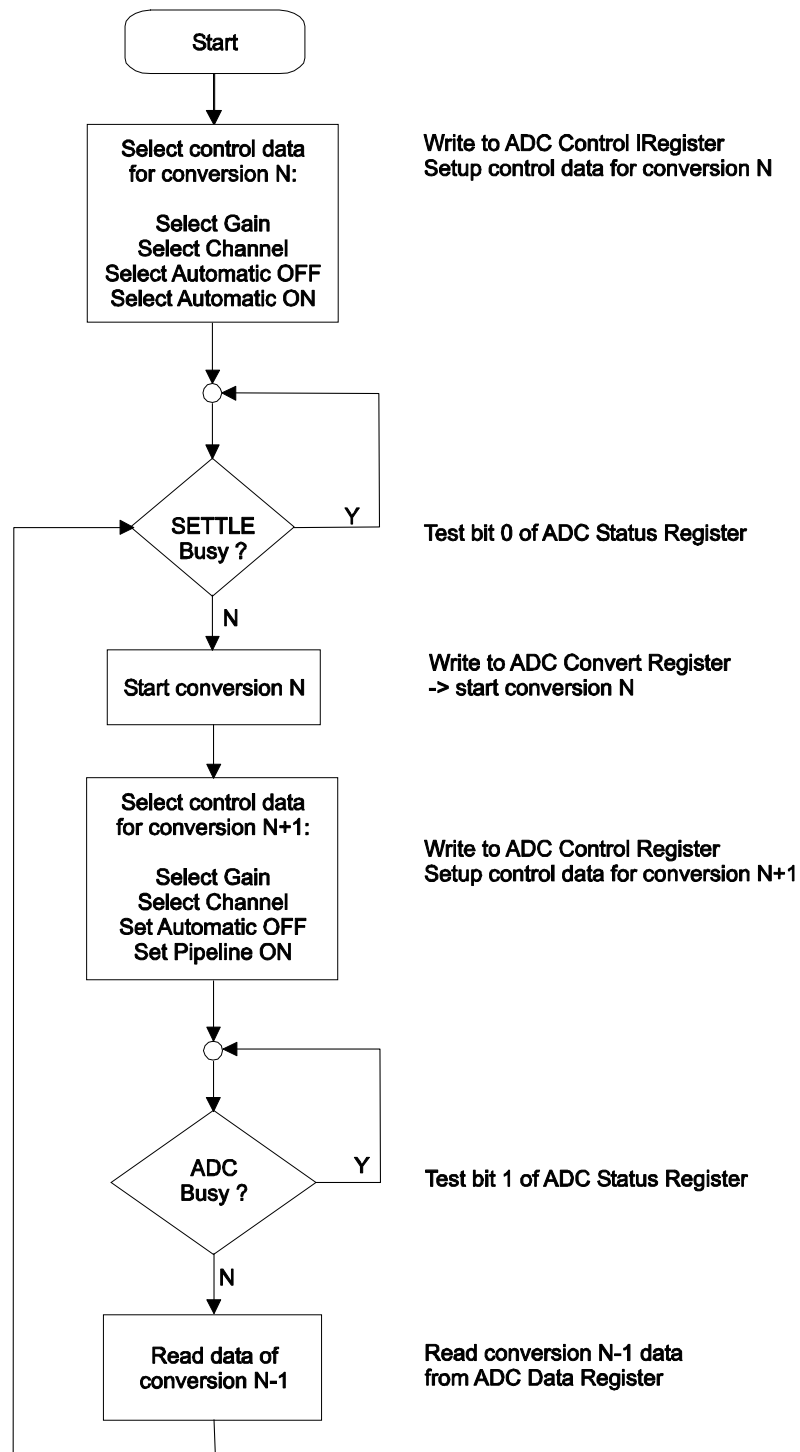 Start
Select control data
for conversion N:
Select Gain
Select Channel
Select Automatic OFF
Select Automatic ON
Write to ADC Control IRegister
Setup control data for conversion N
SETTLE
Busy ?
Y
N
Test bit 0 of ADC Status Register
Start conversion N
Write to ADC Convert Register
-> start conversion N
Select control data
for conversion N+1:
Select Gain
Select Channel
Set Automatic OFF
Set Pipeline ON
Write to ADC Control Register
Setup control data for conversion N+1
ADC
Busy ?
Y
N
Test bit 1 of ADC Status Register
Read data of
conversion N-1
Read conversion N-1 data
from ADC Data Register